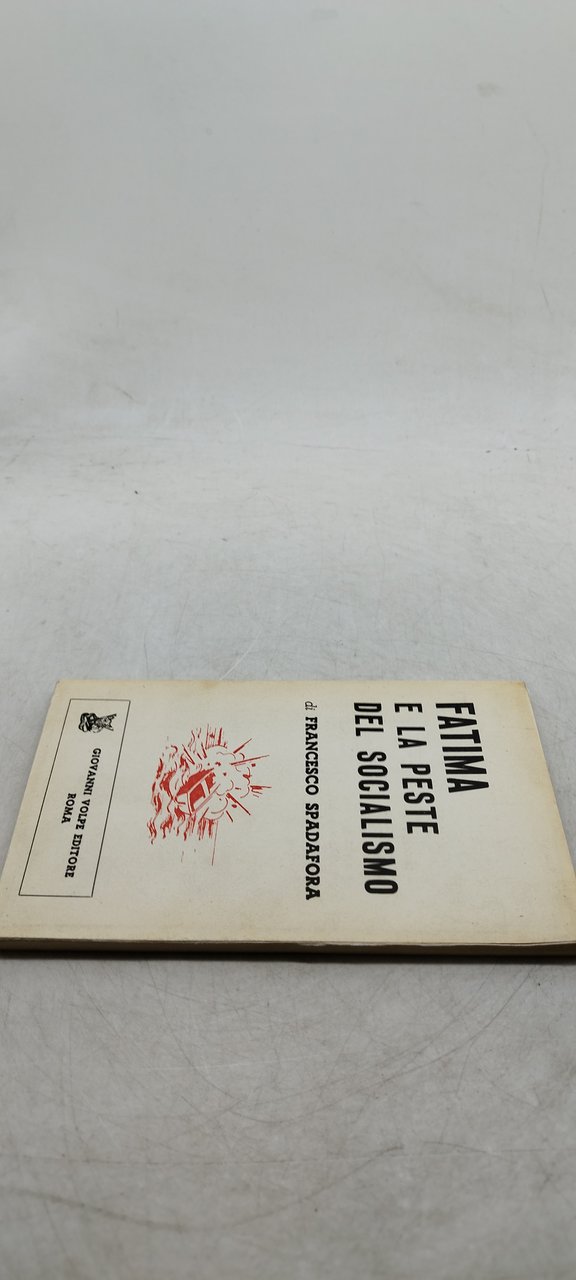 FATIMA
E LA PESTE
DEL SOCIALISMO
di FRANCESCO SPADAFORA
GIOVANNI VOLPE EDITORE
ROMA